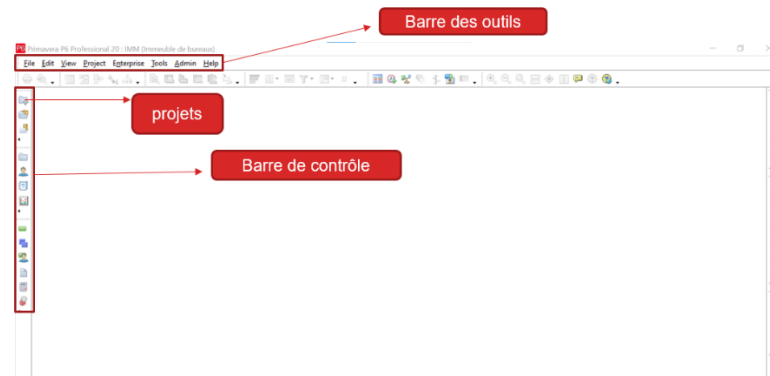 Barre des outils
P6 Primavera P6 Professional 20 : IMM (Immeuble de bureaux)
File Edit View Project Enterprise Tools Admin Help
projets
Barre de contrôle